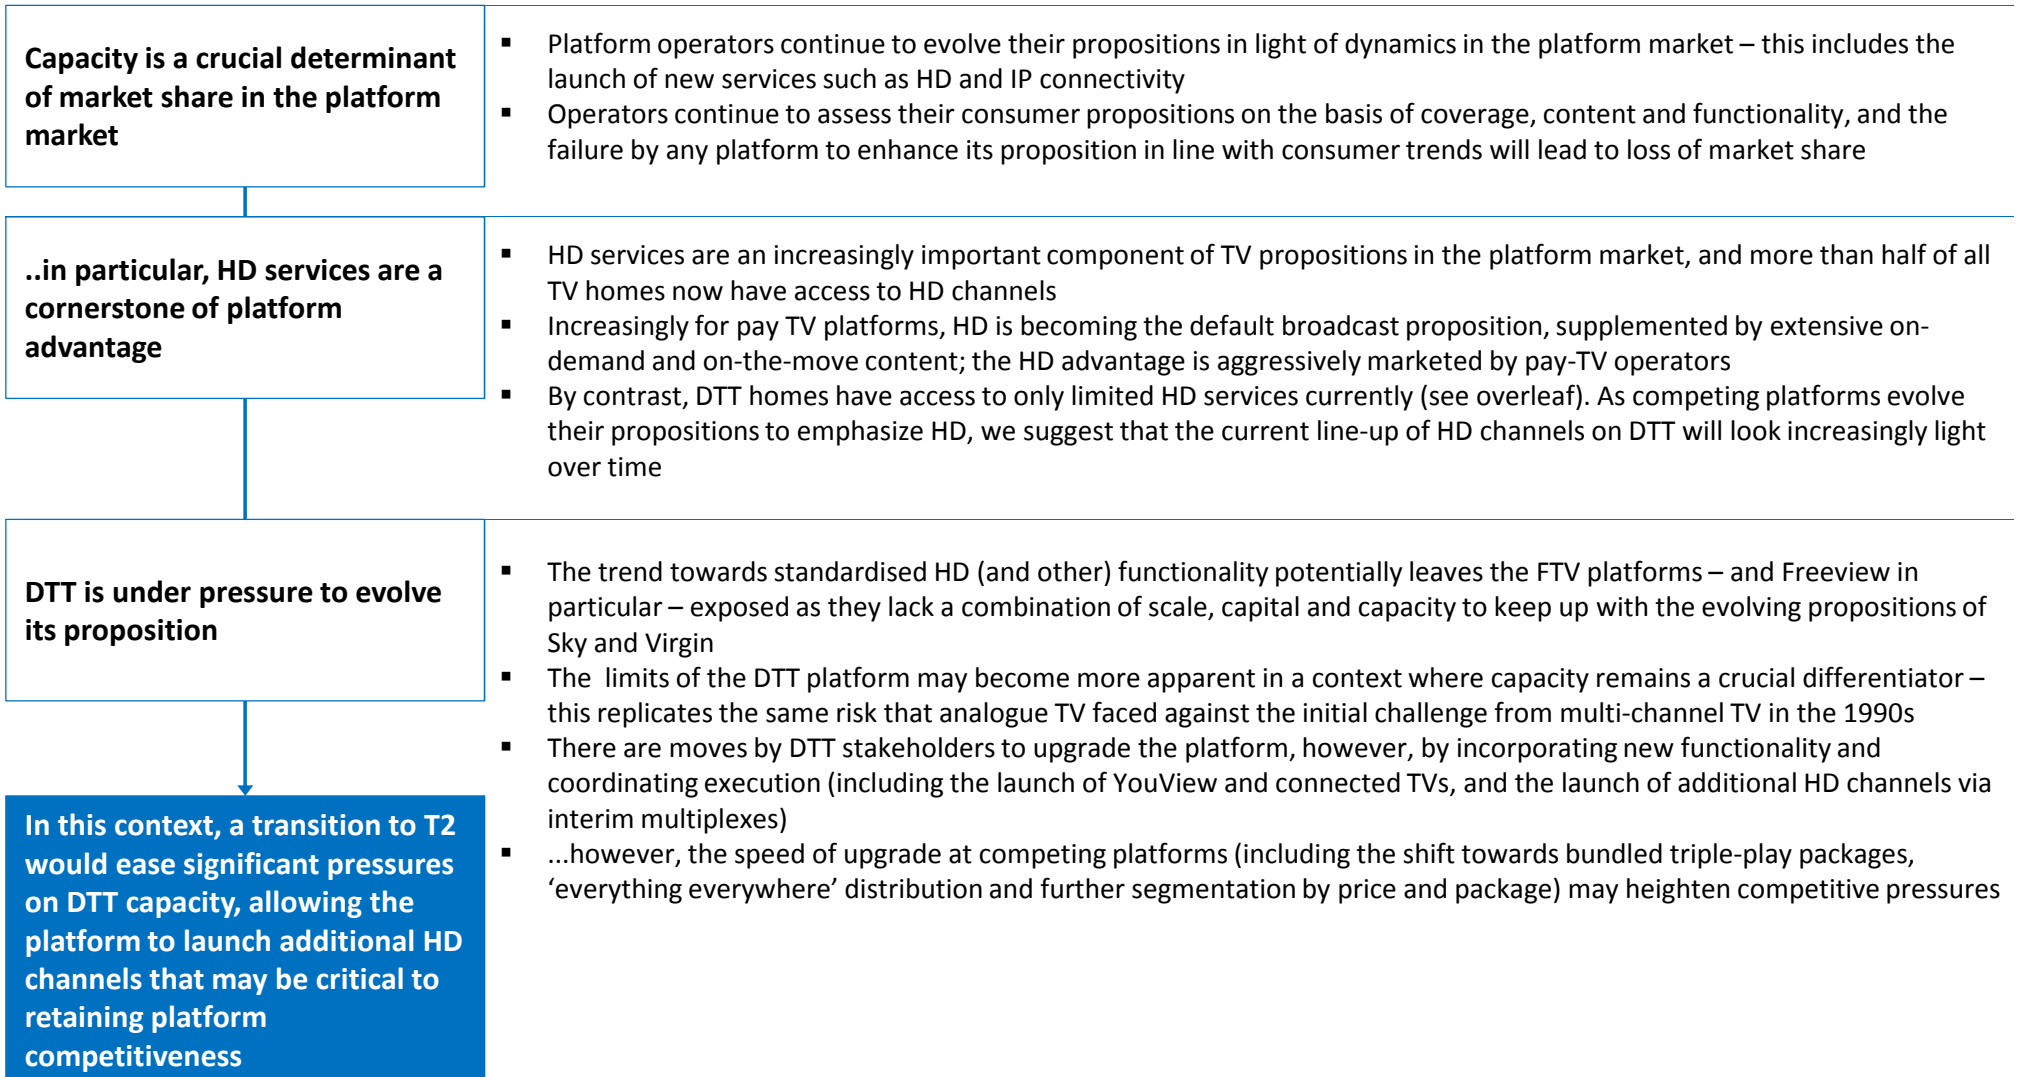 Capacity is a crucial determinant
of market share in the platform
market
▪ Platform operators continue to evolve their propositions in light of dynamics in the platform market – this includes the
launch of new services such as HD and IP connectivity
▪ Operators continue to assess their consumer propositions on the basis of coverage, content and functionality, and the
failure by any platform to enhance its proposition in line with consumer trends will lead to loss of market share
..in particular, HD services are a
cornerstone of platform
advantage
▪ HD services are an increasingly important component of TV propositions in the platform market, and more than half of all
TV homes now have access to HD channels
▪ Increasingly for pay TV platforms, HD is becoming the default broadcast proposition, supplemented by extensive on-
demand and on-the-move content; the HD advantage is aggressively marketed by pay-TV operators
▪ By contrast, DTT homes have access to only limited HD services currently (see overleaf). As competing platforms evolve
their propositions to emphasize HD, we suggest that the current line-up of HD channels on DTT will look increasingly light
over time
DTT is under pressure to evolve
its proposition
▪ The trend towards standardised HD (and other) functionality potentially leaves the FTV platforms – and Freeview in
particular – exposed as they lack a combination of scale, capital and capacity to keep up with the evolving propositions of
Sky and Virgin
▪ The limits of the DTT platform may become more apparent in a context where capacity remains a crucial differentiator –
this replicates the same risk that analogue TV faced against the initial challenge from multi-channel TV in the 1990s
▪ There are moves by DTT stakeholders to upgrade the platform, however, by incorporating new functionality and
coordinating execution (including the launch of YouView and connected TVs, and the launch of additional HD channels via
interim multiplexes)
▪ ...however, the speed of upgrade at competing platforms (including the shift towards bundled triple-play packages,
‘everything everywhere’ distribution and further segmentation by price and package) may heighten competitive pressures
In this context, a transition to T2
would ease significant pressures
on DTT capacity, allowing the
platform to launch additional HD
channels that may be critical to
retaining platform
competitiveness